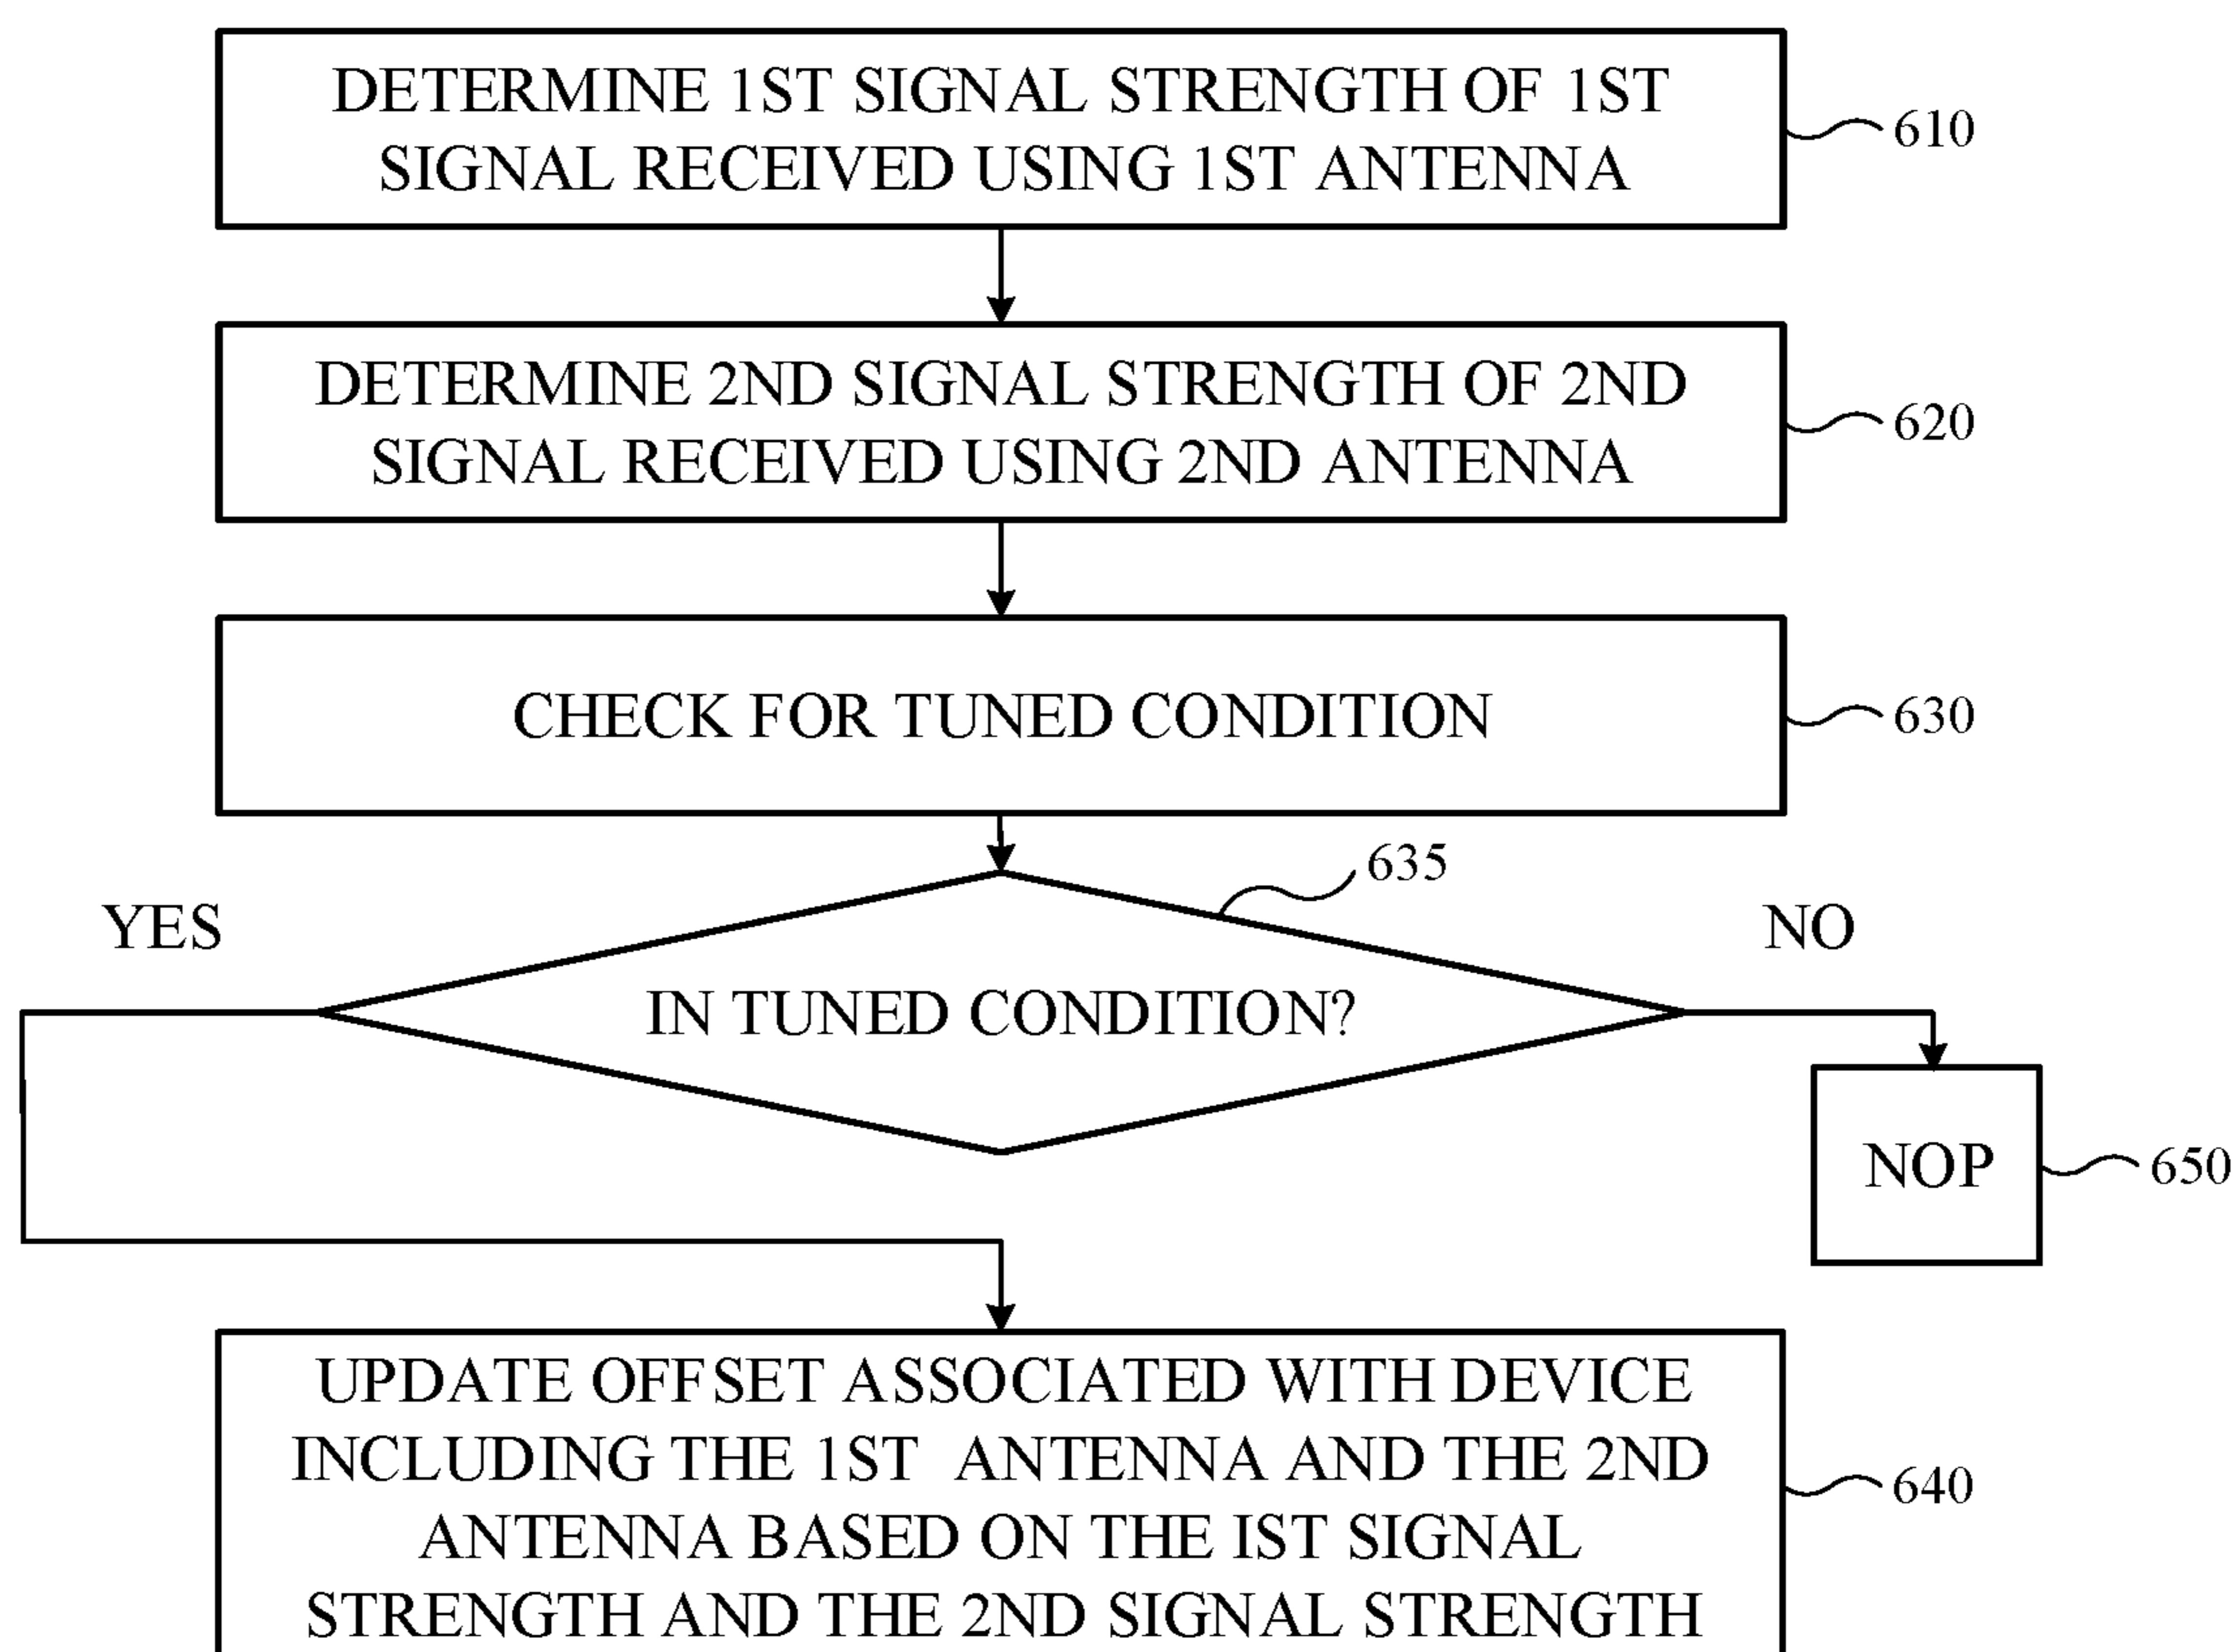 DETERMINE 1ST SIGNAL STRENGTH OF 1ST
SIGNAL RECEIVED USING 1ST ANTENNA
610
DETERMINE 2ND SIGNAL STRENGTH OF 2ND
SIGNAL RECEIVED USING 2ND ANTENNA
620
CHECK FOR TUNED CONDITION
630
635
YES
NO
IN TUNED CONDITION?
NOP
650
UPDATE OFFSET ASSOCIATED WITH DEVICE
INCLUDING THE 1ST ANTENNA AND THE 2ND
ANTENNA BASED ON THE IST SIGNAL
STRENGTH AND THE 2ND SIGNAL STRENGTH
640